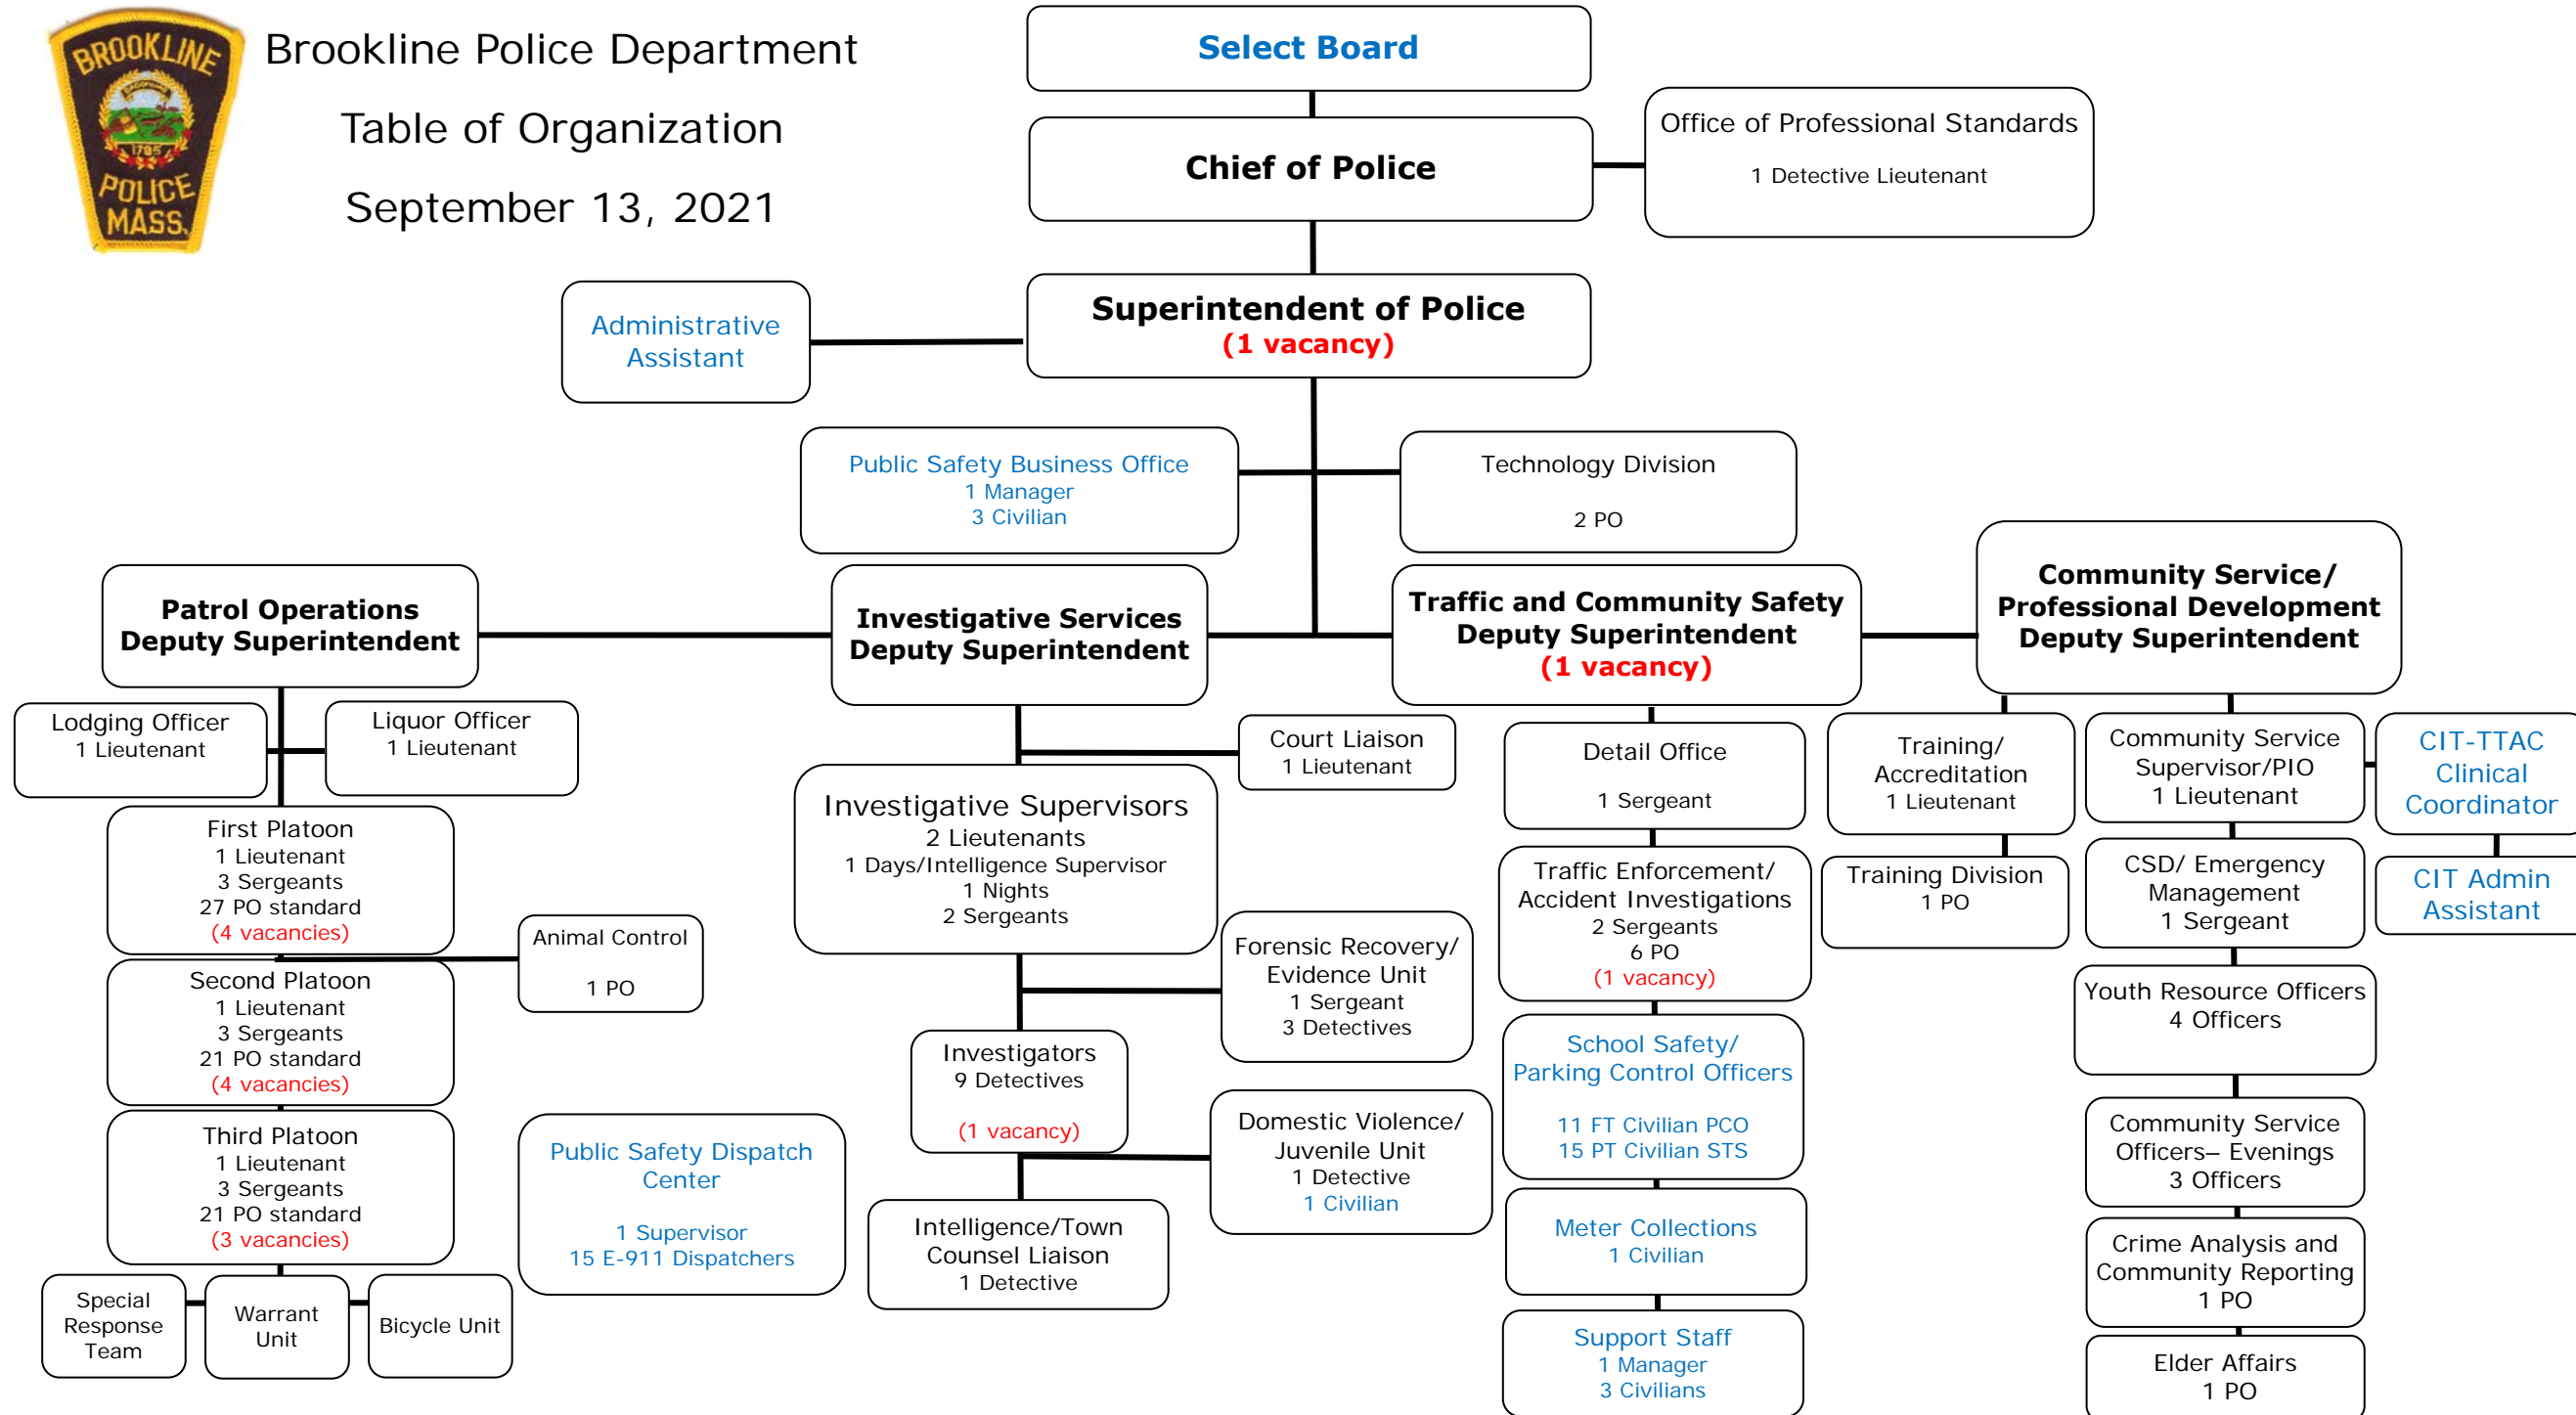 BROOKLINE
1705
POLICE
MASS.
Brookline Police Department
Table of Organization
September 13, 2021
Select Board
Chief of Police
Office of Professional Standards
1 Detective Lieutenant
Superintendent of Police
(1 vacancy)
Administrative
Assistant
Public Safety Business Office
1 Manager
3 Civilian
Technology Division
2 PO
Patrol Operations
Deputy Superintendent
Investigative Services
Deputy Superintendent
Traffic and Community Safety
Deputy Superintendent
(1 vacancy)
Community Service/
Professional Development
Deputy Superintendent
Lodging Officer
1 Lieutenant
Liquor Officer
1 Lieutenant
First Platoon
1 Lieutenant
3 Sergeants
27 PO standard
(4 vacancies)
Animal Control
1 PO
Second Platoon
1 Lieutenant
3 Sergeants
21 PO standard
(4 vacancies)
Third Platoon
1 Lieutenant
3 Sergeants
21 PO standard
(3 vacancies)
Special
Response
Team
Warrant
Unit
Bicycle Unit
Public Safety Dispatch
Center
1 Supervisor
15 E-911 Dispatchers
Court Liaison
1 Lieutenant
Investigative Supervisors
2 Lieutenants
1 Days/Intelligence Supervisor
1 Nights
2 Sergeants
Forensic Recovery/
Evidence Unit
1 Sergeant
3 Detectives
Investigators
9 Detectives
(1 vacancy)
Domestic Violence/
Juvenile Unit
1 Detective
1 Civilian
Intelligence/Town
Counsel Liaison
1 Detective
Detail Office
1 Sergeant
Traffic Enforcement/
Accident Investigations
2 Sergeants
6 PO
(1 vacancy)
School Safety/
Parking Control Officers
11 FT Civilian PCO
15 PT Civilian STS
Meter Collections
1 Civilian
Support Staff
1 Manager
3 Civilians
Training/
Accreditation
1 Lieutenant
Training Division
1 PO
Community Service
Supervisor/PIO
1 Lieutenant
CIT-TTAC
Clinical
Coordinator
CIT Admin
Assistant
CSD/ Emergency
Management
1 Sergeant
Youth Resource Officers
4 Officers
Community Service
Officers– Evenings
3 Officers
Crime Analysis and
Community Reporting
1 PO
Elder Affairs
1 PO